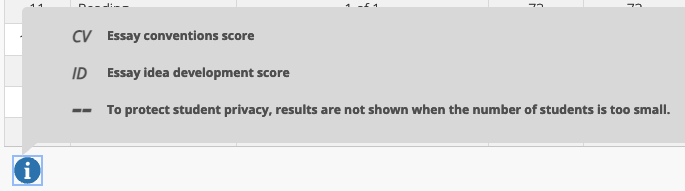 CV Essay conventions score
ID Essay idea development score
-- To protect student privacy, results are not shown when the number of students is too small.
i